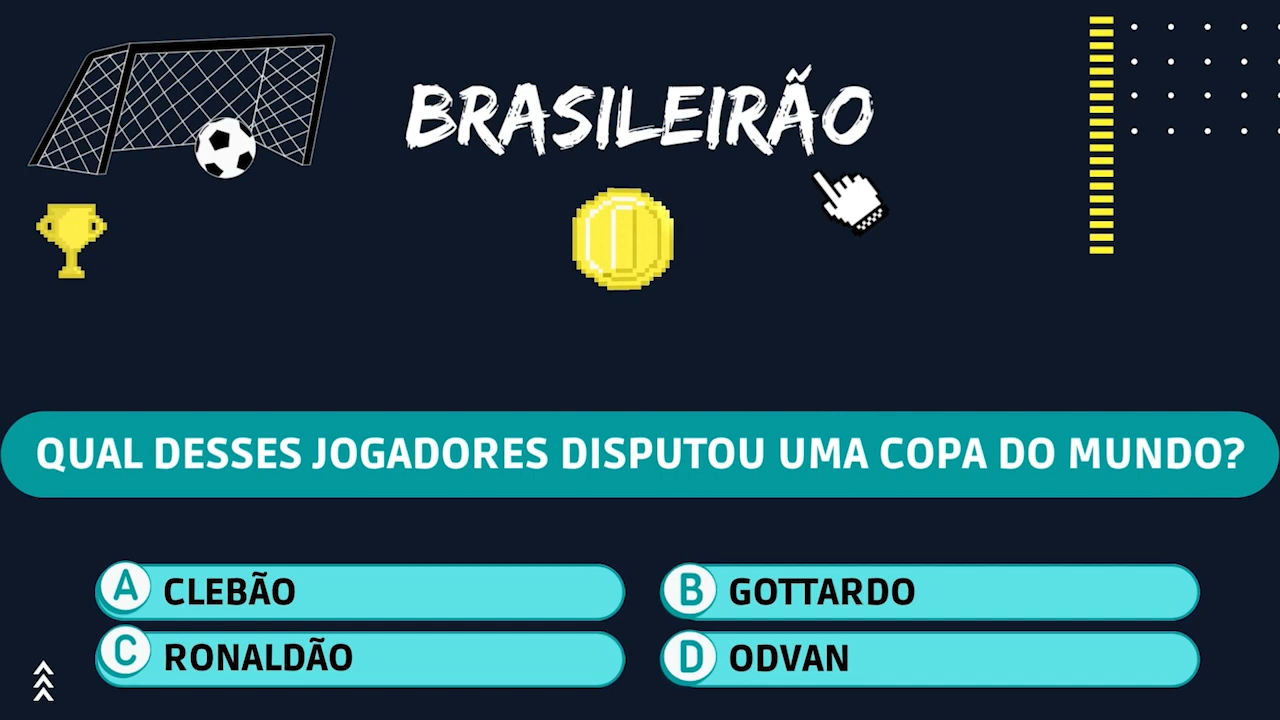 BRASILEIRÃO
QUAL DESSES JOGADORES DISPUTOU UMA COPA DO MUNDO?
A CLEBÃO
B GOTTARDO
C RONALDÃO
D ODVAN